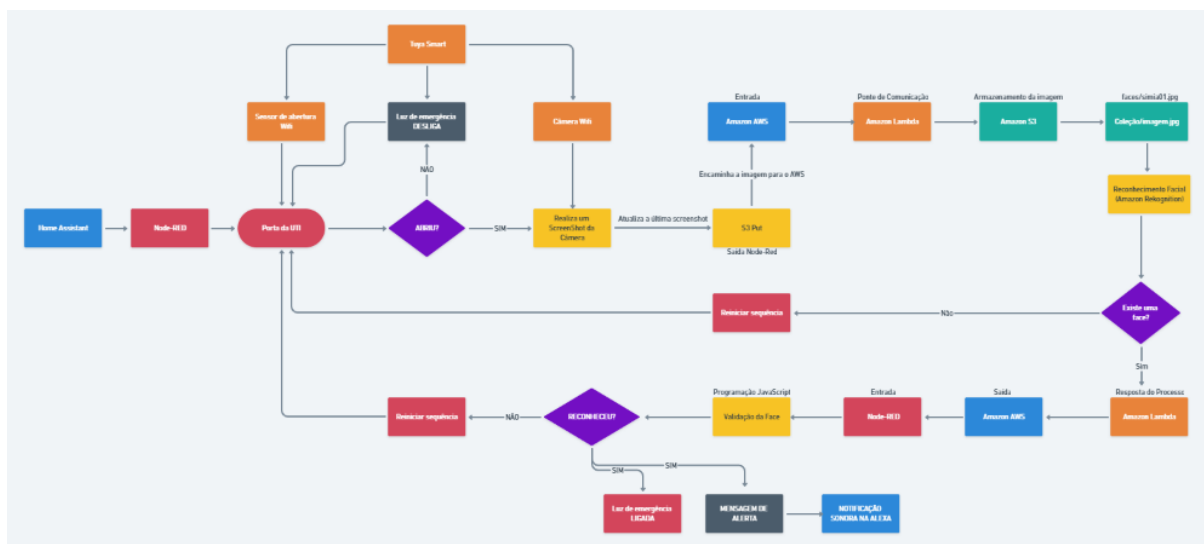 Tuya Smart
Sensor de abertura
Wifi
Luz de emergência
DESLIGA
Câmera Wifi
Entrada
Amazon AWS
Ponte de Comunicação
Amazon Lambda
Armazenamento da imagem
Amazon S3
faces/simia01.jpg
Coleção/imagem.jpg
NÃO
Encaminha a imagem para o AWS
Reconhecimento Facial
(Amazon Rekognition)
Home Assistant
Node-RED
Porta da UTI
ABRIU?
SIM
Realiza um
ScreenShot da
Câmera
Atualiza a última screenshot
S3 Put
Saída Node-Red
Reiniciar sequência
Não
Existe uma
face?
Sim
Reiniciar sequência
NÃO
RECONHECEU?
Programação JavaScript
Validação da Face
Entrada
Node-RED
Saída
Amazon AWS
Resposta do Processo
Amazon Lambda
SIM
SIM
Luz de emergência
LIGADA
MENSAGEM DE
ALERTA
NOTIFICAÇÃO
SONORA NA ALEXA